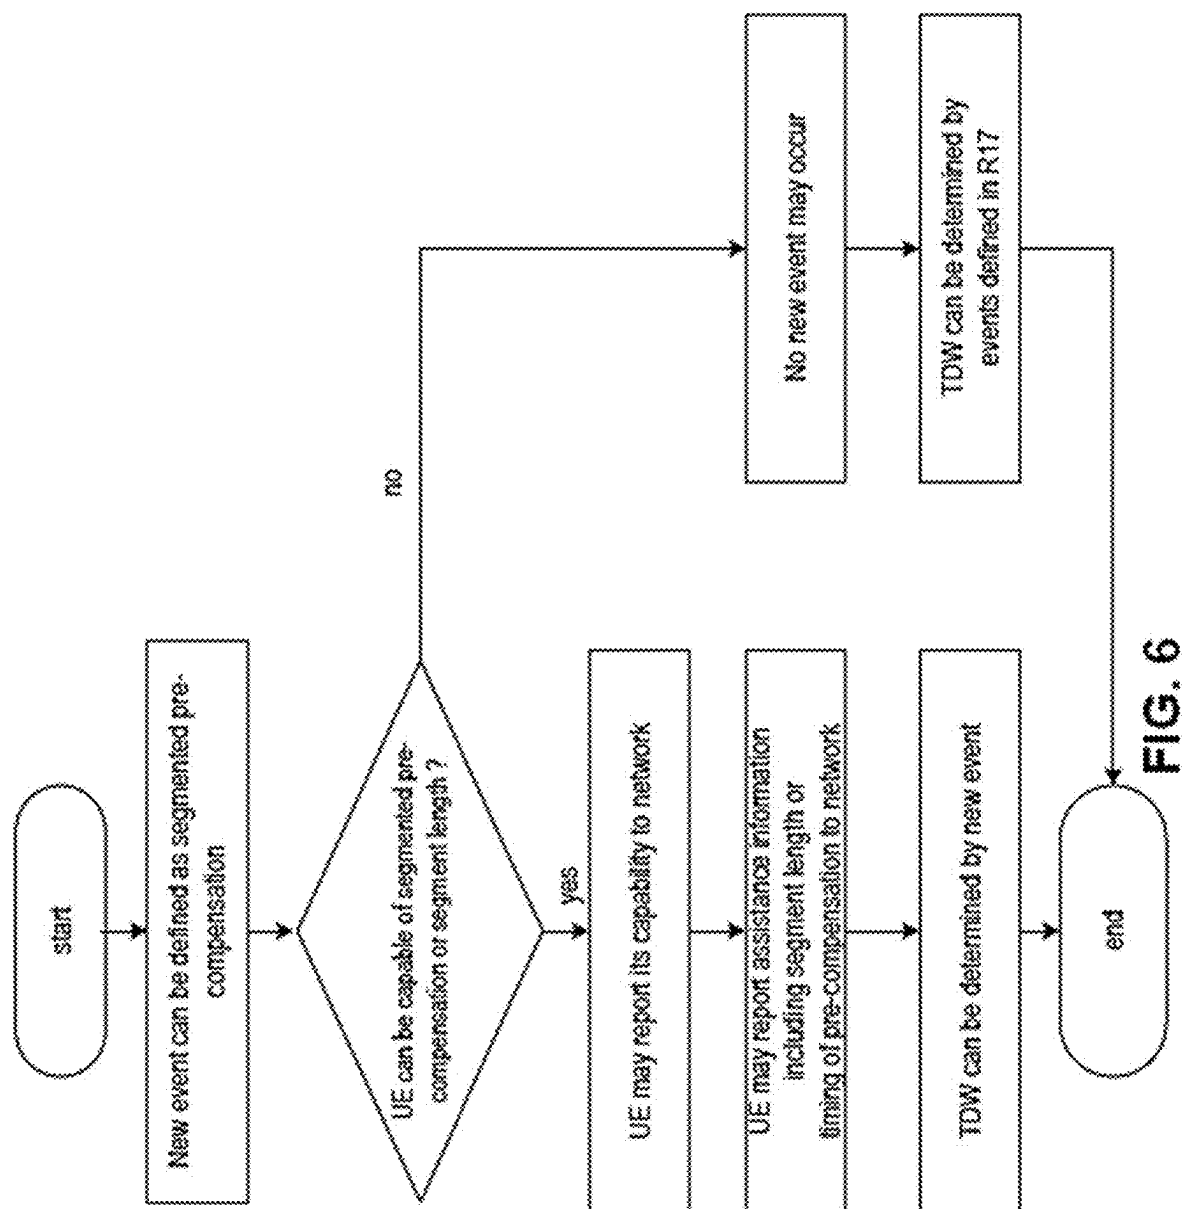 start
New event can be defined as segmented pre-
compensation
UE can be capable of segmented pre-
compensation or segment length ?
no
yes
UE may report its capability to network
No new event may occur
UE may report assistance information
including segment length or
timing of pre-compensation to network
TDW can be determined by
events defined in R17
TDW can be determined by new event
end
FIG. 6